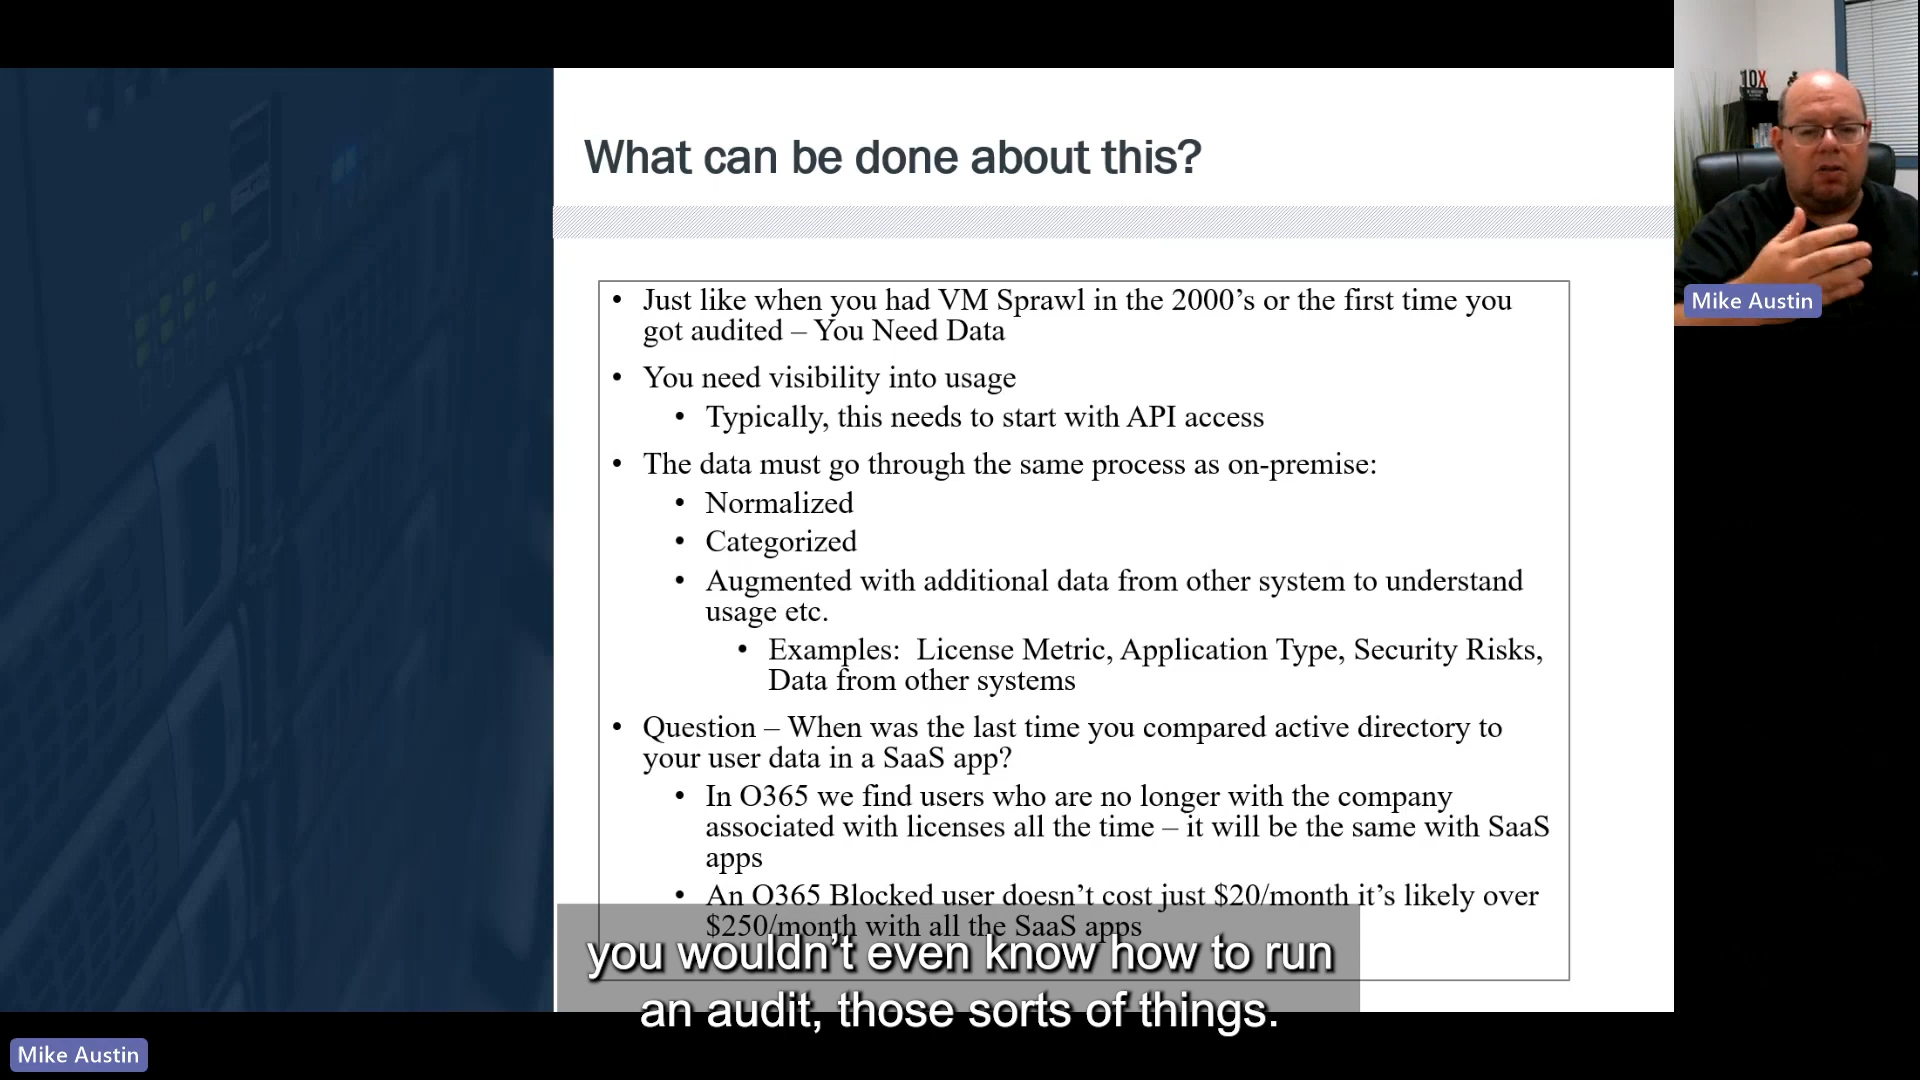 What can be done about this?
• Just like when you had VM Sprawl in the 2000’s or the first time you
got audited – You Need Data
• You need visibility into usage
• Typically, this needs to start with API access
• The data must go through the same process as on-premise:
• Normalized
• Categorized
• Augmented with additional data from other system to understand
usage etc.
• Examples:  License Metric, Application Type, Security Risks,
Data from other systems
• Question – When was the last time you compared active directory to
your user data in a SaaS app?
• In O365 we find users who are no longer with the company
associated with licenses all the time – it will be the same with SaaS
apps
• An O365 Blocked user doesn’t cost just $20/month it’s likely over
$250/month with all the SaaS apps
you wouldn’t even know how to run
an audit, those sorts of things.
10X
Mike Austin
Mike Austin